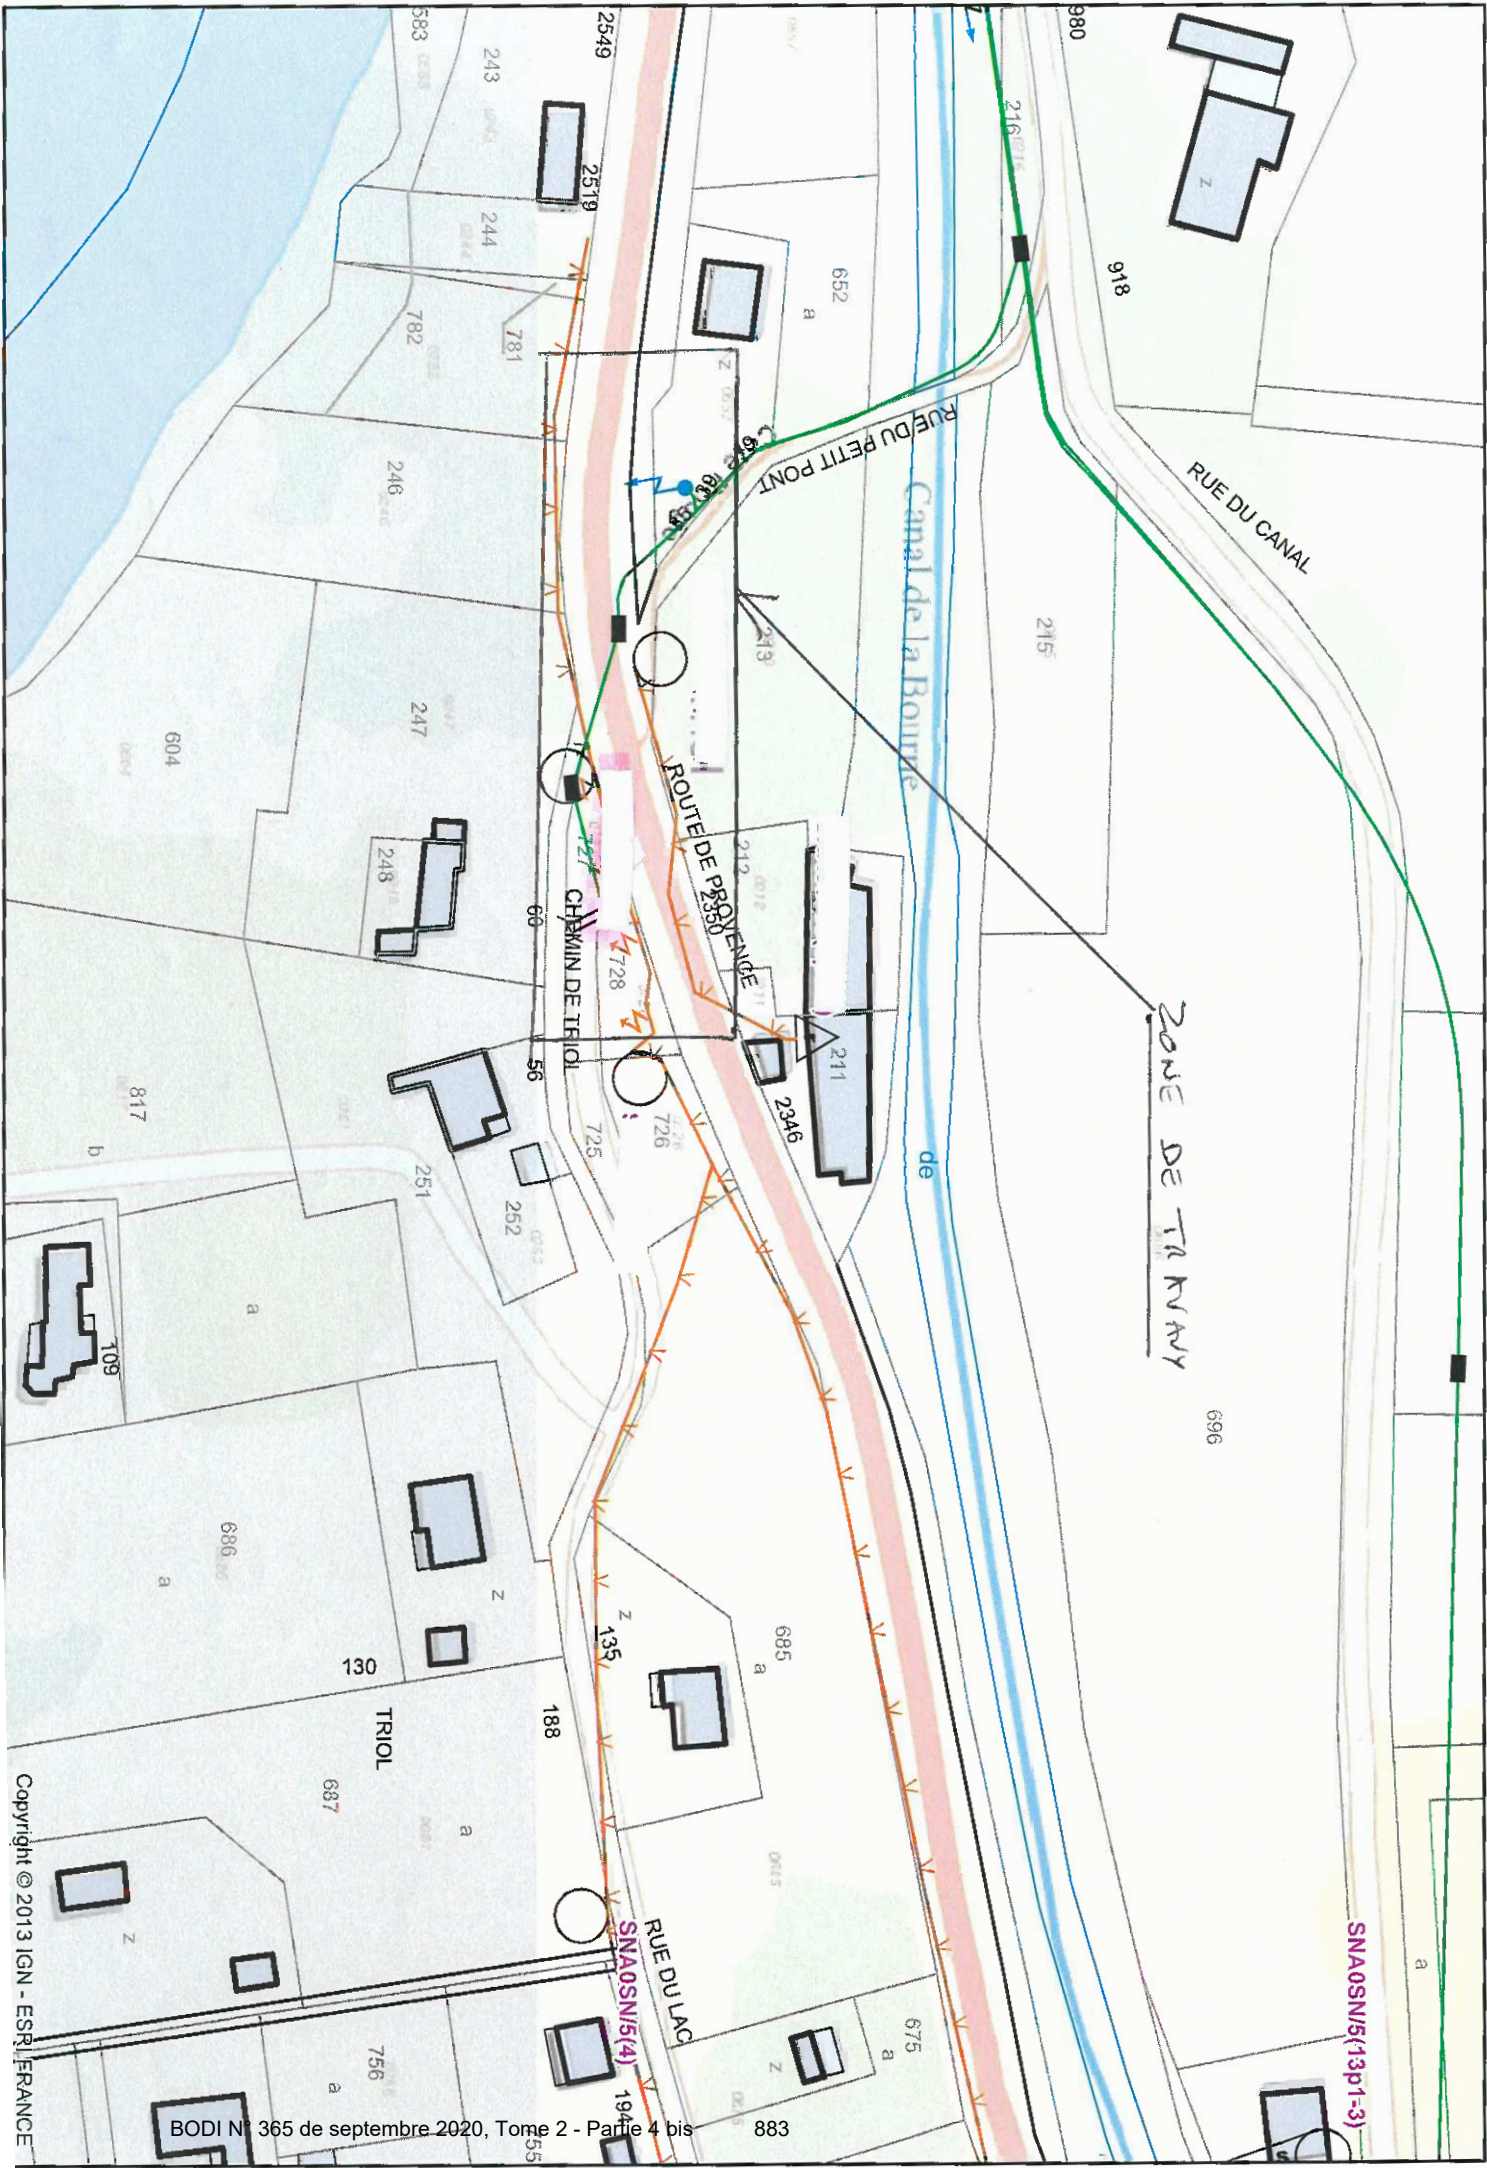 583
243
2549
980
216
Z
2519
244
918
652
a
782
781
z
246
RUE DU PETIT PONT
RUE DU CANAL
39
Canal de la Bourne
213
215
247
604
ROUTE DE PROVENCE
248
727
212
2350
60
CHEMIN DE TRIOL
728
56
211
ZONE DE TRAVAUX
817
b
725
726
2346
de
251
252
a
109
696
686
a
z
z
135
685
a
130
TRIOL
188
687
a
z
RUE DU LAC
SNA0SN/5(4)
SNA0SN/5(13p1=3)
a
675
a
z
756
a
194
755
s
Copyright © 2013 IGN - ESRI FRANCE
BODI N° 365 de septembre 2020, Tome 2 - Partie 4 bis 883